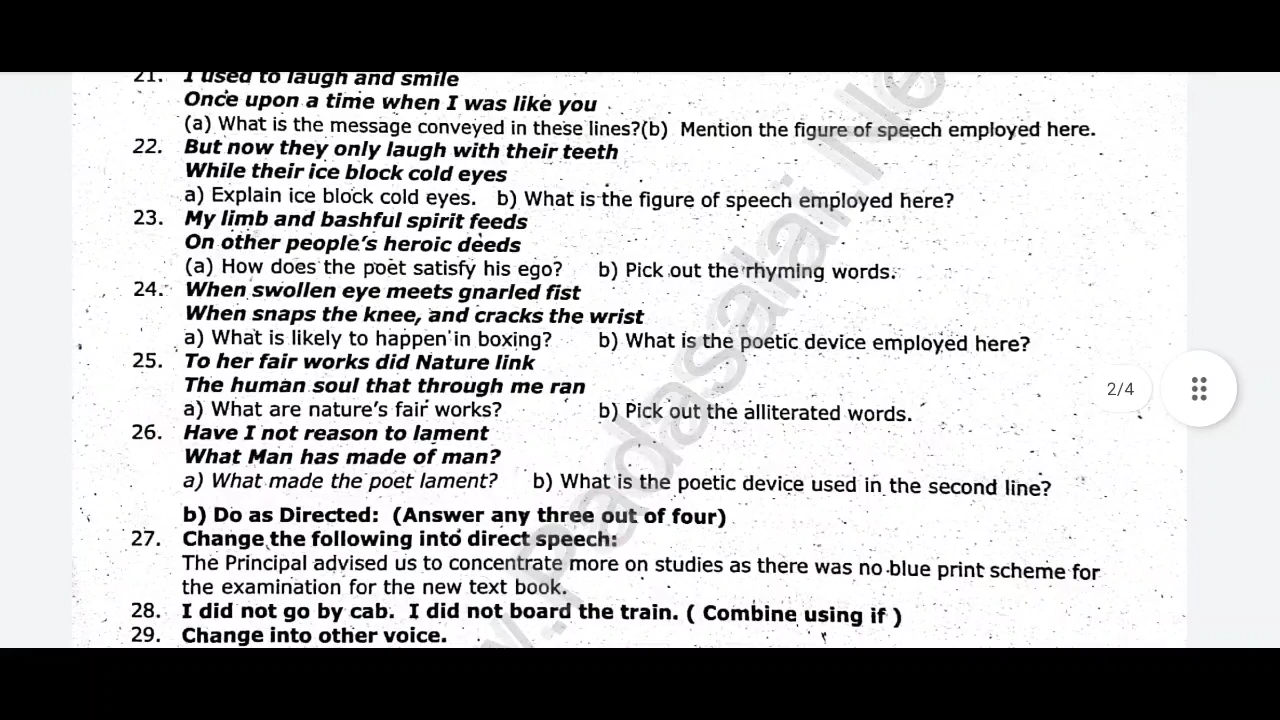 21. I used to laugh and smile
Once upon a time when I was like you
(a) What is the message conveyed in these lines?(b) Mention the figure of speech employed here.
22. But now they only laugh with their teeth
While their ice block cold eyes
a) Explain ice block cold eyes. b) What is the figure of speech employed here?
23. My limb and bashful spirit feeds
On other people's heroic deeds
(a) How does the poet satisfy his ego? b) Pick out the rhyming words.
24. When swollen eye meets gnarled fist
When snaps the knee, and cracks the wrist
a) What is likely to happen in boxing? b) What is the poetic device employed here?
25. To her fair works did Nature link
The human soul that through me ran
a) What are nature's fair works? b) Pick out the alliterated words.
2/4
26. Have I not reason to lament
What Man has made of man?
a) What made the poet lament? b) What is the poetic device used in the second line?
b) Do as Directed: (Answer any three out of four)
27. Change the following into direct speech:
The Principal advised us to concentrate more on studies as there was no blue print scheme for
the examination for the new text book.
28. I did not go by cab. I did not board the train. ( Combine using if )
29. Change into other voice.
w.Padasalai.Ne